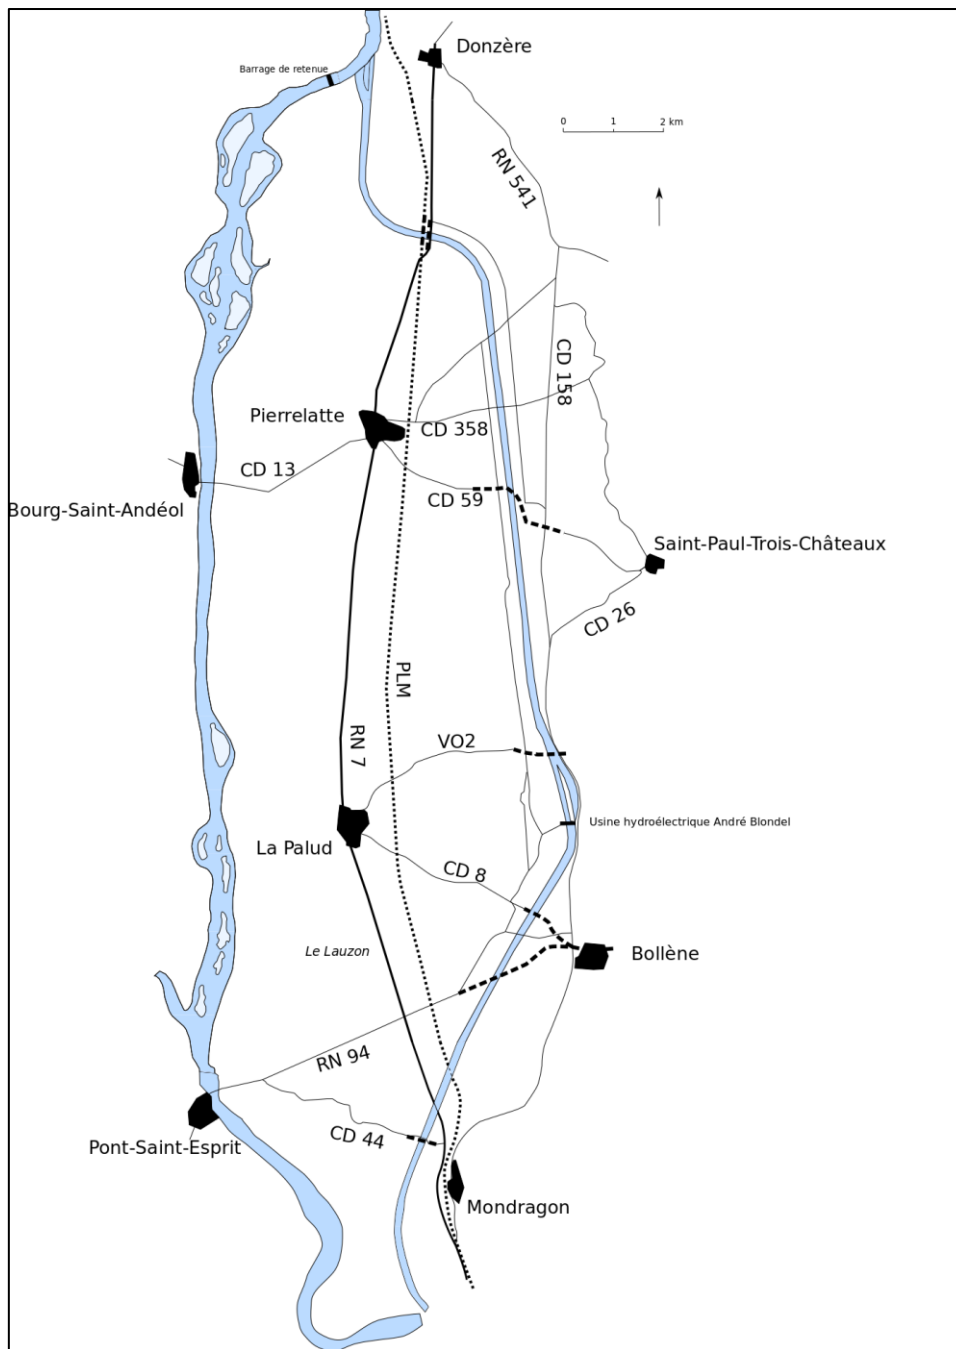 Donzère
Barrage de retenue
0 1 2 km
RN 541
CD 158
Pierrelatte
CD 358
CD 13
CD 59
Bourg-Saint-Andéol
Saint-Paul-Trois-Châteaux
CD 26
PLM
RN 7
VO2
Usine hydroélectrique André Blondel
La Palud
CD 8
Le Lauzon
Bollène
RN 94
CD 44
Pont-Saint-Esprit
Mondragon